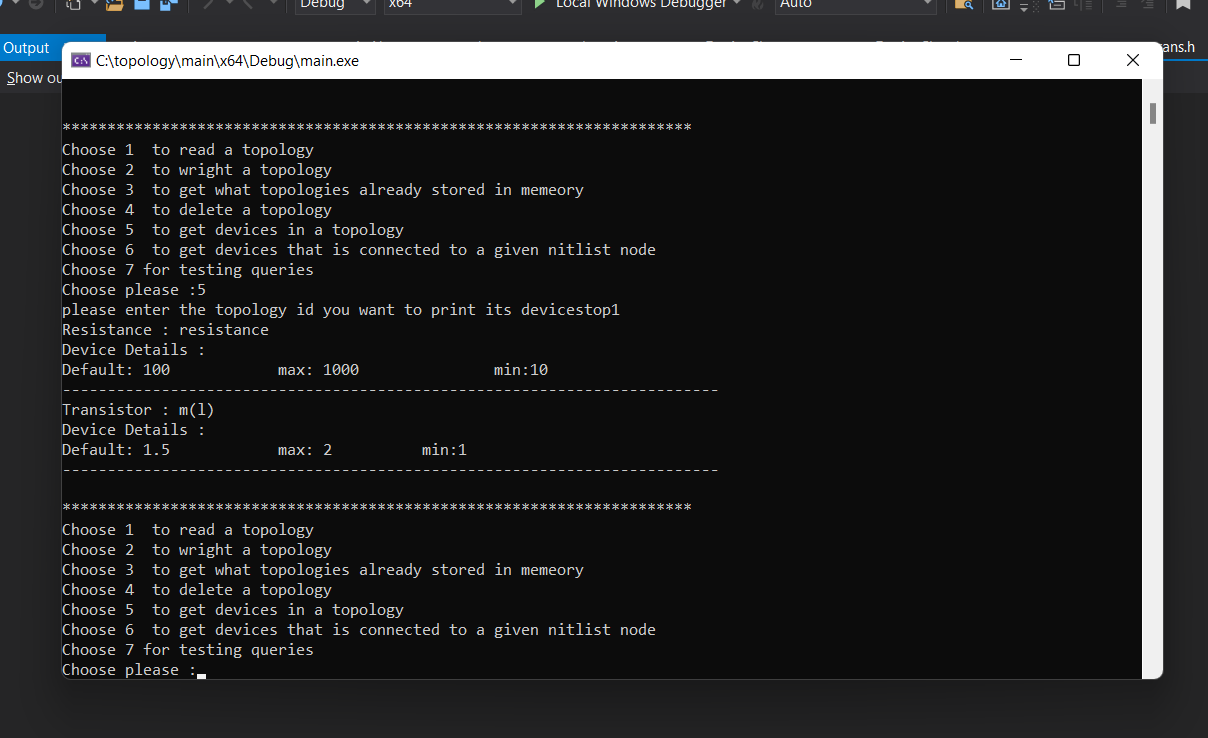 Debug x64 Local Windows Debugger Auto
Output
ans.h
Show ou
C:\ C:\topology\main\x64\Debug\main.exe
**********************************************************************
Choose 1  to read a topology
Choose 2  to wright a topology
Choose 3  to get what topologies already stored in memeory
Choose 4  to delete a topology
Choose 5  to get devices in a topology
Choose 6  to get devices that is connected to a given nitlist node
Choose 7 for testing queries
Choose please :5
please enter the topology id you want to print its devicestop1
Resistance : resistance
Device Details :
Default: 100            max: 1000               min:10
-------------------------------------------------------------------------
Transistor : m(l)
Device Details :
Default: 1.5            max: 2          min:1
-------------------------------------------------------------------------
**********************************************************************
Choose 1  to read a topology
Choose 2  to wright a topology
Choose 3  to get what topologies already stored in memeory
Choose 4  to delete a topology
Choose 5  to get devices in a topology
Choose 6  to get devices that is connected to a given nitlist node
Choose 7 for testing queries
Choose please :